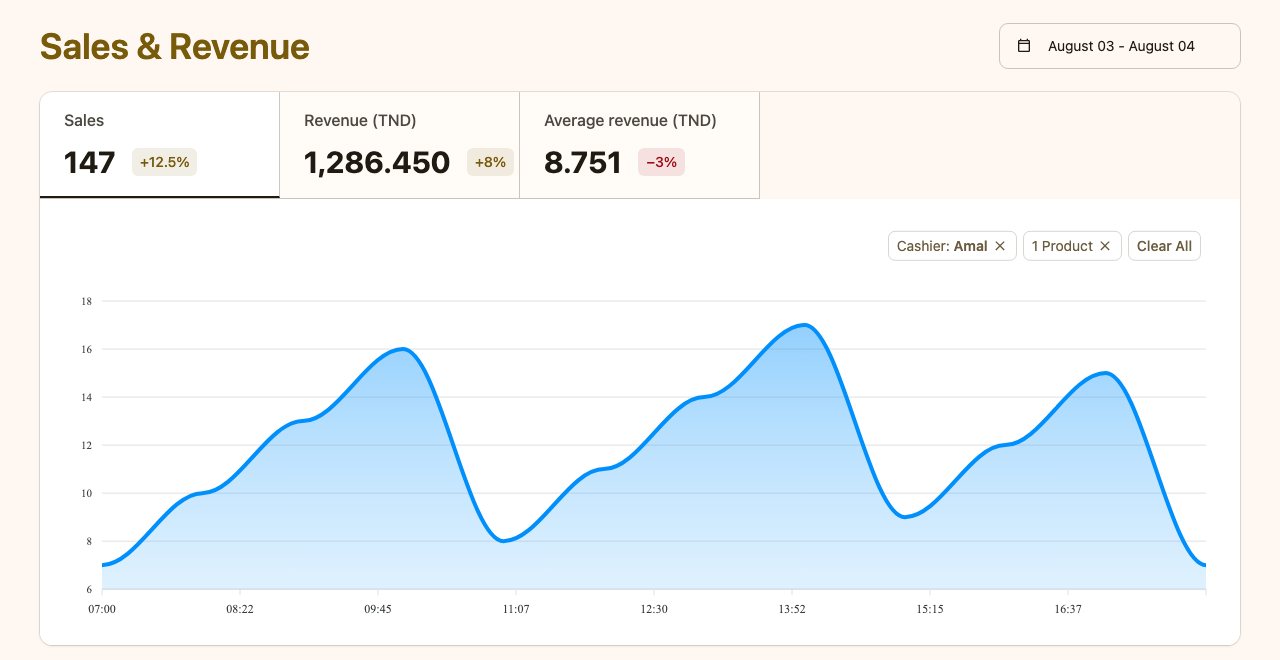 Sales & Revenue
August 03 - August 04
Sales
147 +12.5%
Revenue (TND)
1,286.450 +8%
Average revenue (TND)
8.751 −3%
Cashier: Amal ×
1 Product ×
Clear All
18
16
14
12
10
8
6
07:00 08:22 09:45 11:07 12:30 13:52 15:15 16:37